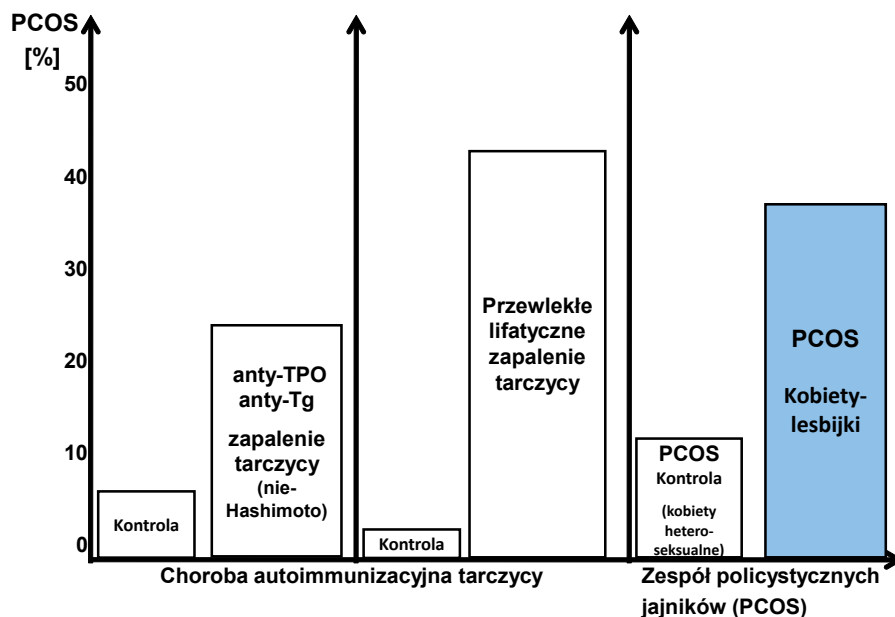 PCOS
[%]
50
40
30
20
10
0
Kontrola
anty-TPO
anty-Tg
zapalenie
tarczycy
(nie-
Hashimoto)
Kontrola
Przewlekłe
lifatyczne
zapalenie
tarczycy
PCOS
Kontrola
(kobiety
hetero-
seksualne)
PCOS
Kobiety-
lesbijki
Choroba autoimmunizacyjna tarczycy
Zespół policystycznych
jajników (PCOS)